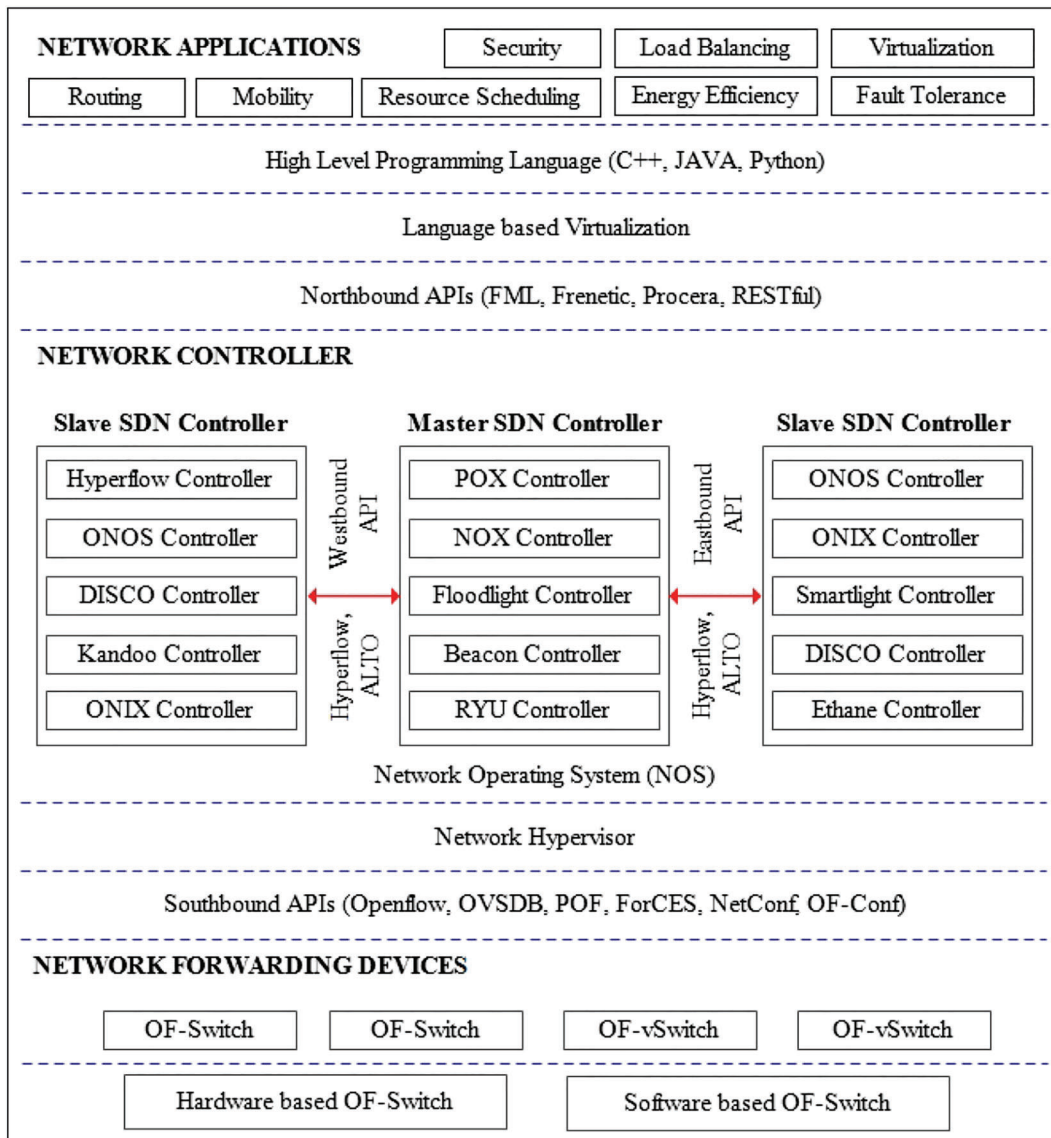 NETWORK APPLICATIONS
Security
Load Balancing
Virtualization
Routing
Mobility
Resource Scheduling
Energy Efficiency
Fault Tolerance
High Level Programming Language (C++, JAVA, Python)
Language based Virtualization
Northbound APIs (FML, Frenetic, Procera, RESTful)
NETWORK CONTROLLER
Slave SDN Controller
Hyperflow Controller
ONOS Controller
DISCO Controller
Kandoo Controller
ONIX Controller
Westbound
API
Hyperflow,
ALTO
Master SDN Controller
POX Controller
NOX Controller
Floodlight Controller
Beacon Controller
RYU Controller
Eastbound
API
Hyperflow,
ALTO
Slave SDN Controller
ONOS Controller
ONIX Controller
Smartlight Controller
DISCO Controller
Ethane Controller
Network Operating System (NOS)
Network Hypervisor
Southbound APIs (Openflow, OVSDB, POF, ForCES, NetConf, OF-Conf)
NETWORK FORWARDING DEVICES
OF-Switch
OF-Switch
OF-vSwitch
OF-vSwitch
Hardware based OF-Switch
Software based OF-Switch